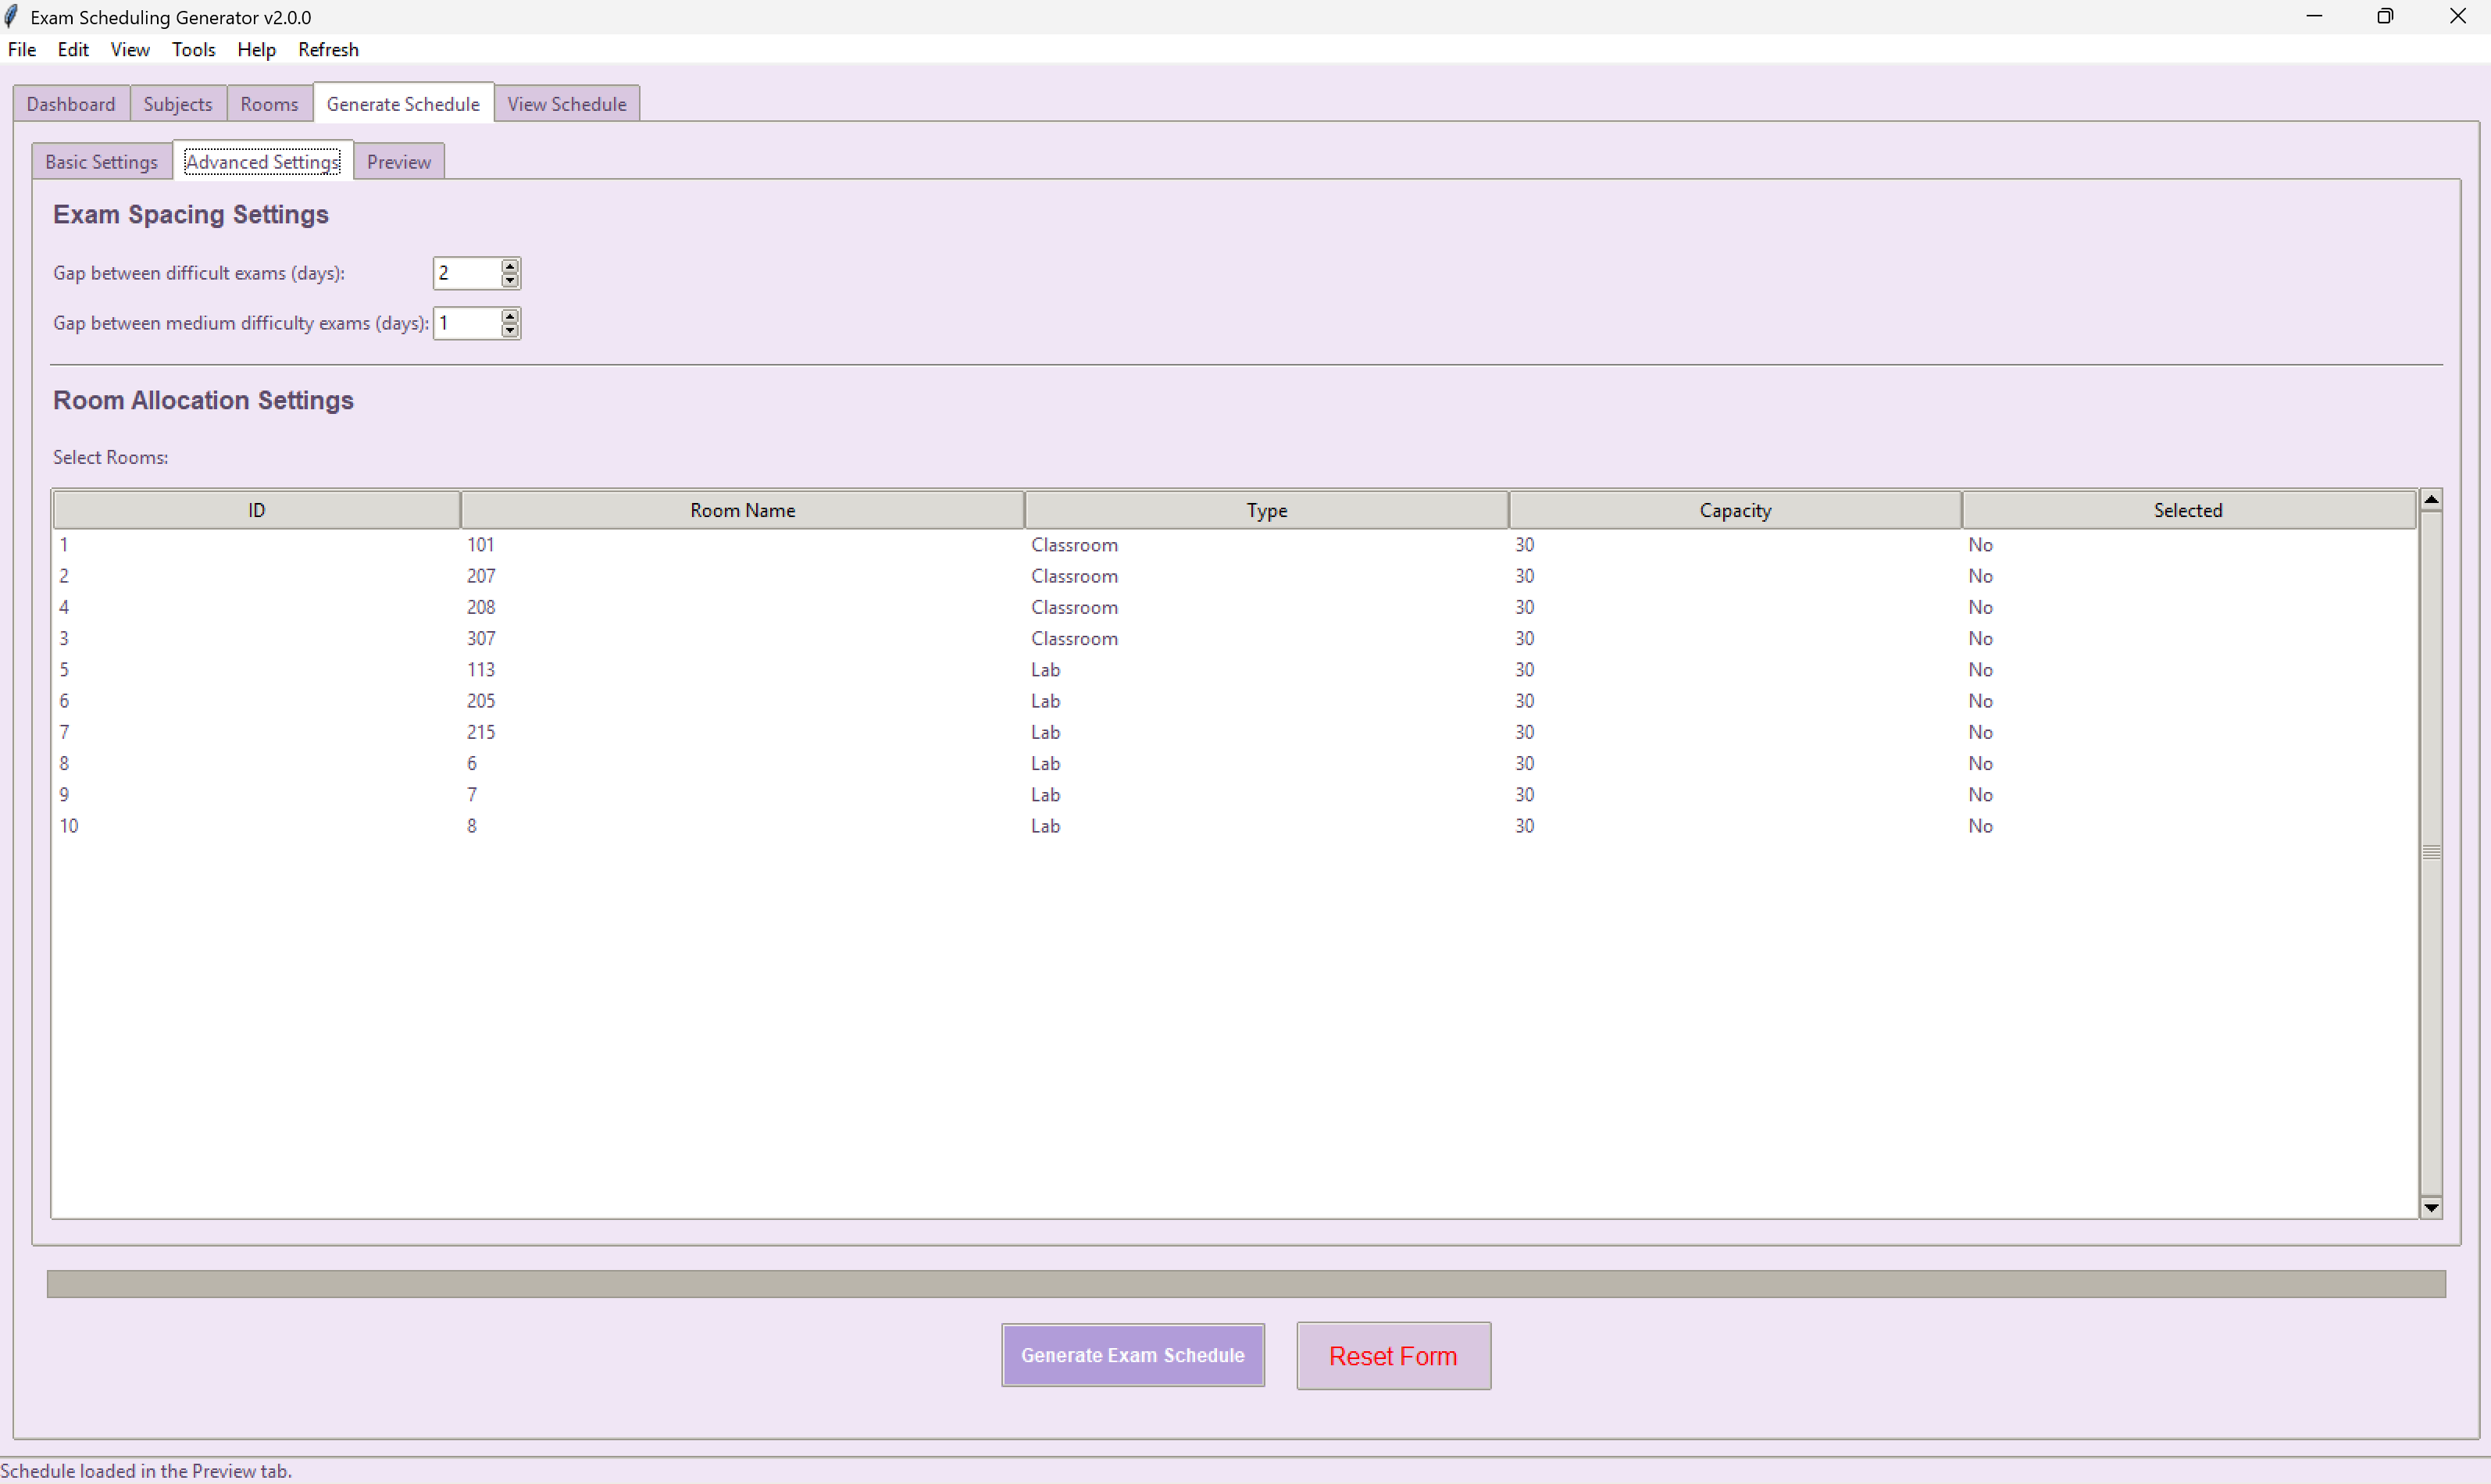 Exam Scheduling Generator v2.0.0
File Edit View Tools Help Refresh
Dashboard Subjects Rooms Generate Schedule View Schedule
Basic Settings Advanced Settings Preview
Exam Spacing Settings
Gap between difficult exams (days): 2
Gap between medium difficulty exams (days): 1
Room Allocation Settings
Select Rooms:
ID Room Name Type Capacity Selected
1 101 Classroom 30 No
2 207 Classroom 30 No
4 208 Classroom 30 No
3 307 Classroom 30 No
5 113 Lab 30 No
6 205 Lab 30 No
7 215 Lab 30 No
8 6 Lab 30 No
9 7 Lab 30 No
10 8 Lab 30 No
Generate Exam Schedule Reset Form
Schedule loaded in the Preview tab.